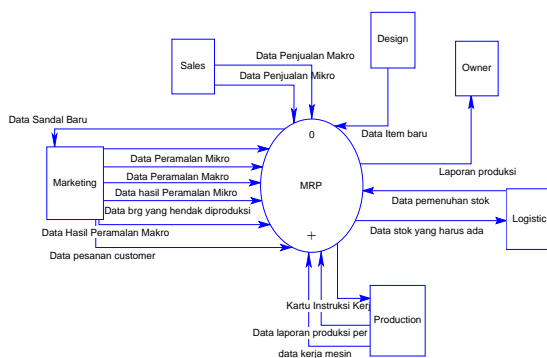 Design
Sales
Data Penjualan Makro
Owner
Data Penjualan Mikro
Data Sandal Baru
0
Data Item baru
Data Peramalan Mikro
Laporan produksi
Data Peramalan Makro
Marketing
MRP
Data hasil Peramalan Mikro
Data pemenuhan stok
Data brg yang hendak diproduksi
Logistic
Data Hasil Peramalan Makro
Data stok yang harus ada
+
Data pesanan customer
Kartu Instruksi Kerj
Production
Data laporan produksi per
data kerja mesin